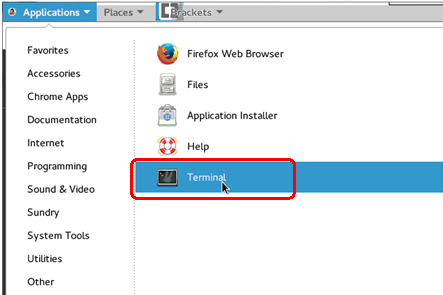 Applications Places Brackets
Favorites
Accessories
Chrome Apps
Documentation
Internet
Programming
Sound & Video
Sundry
System Tools
Utilities
Other
Firefox Web Browser
Files
Application Installer
Help
Terminal